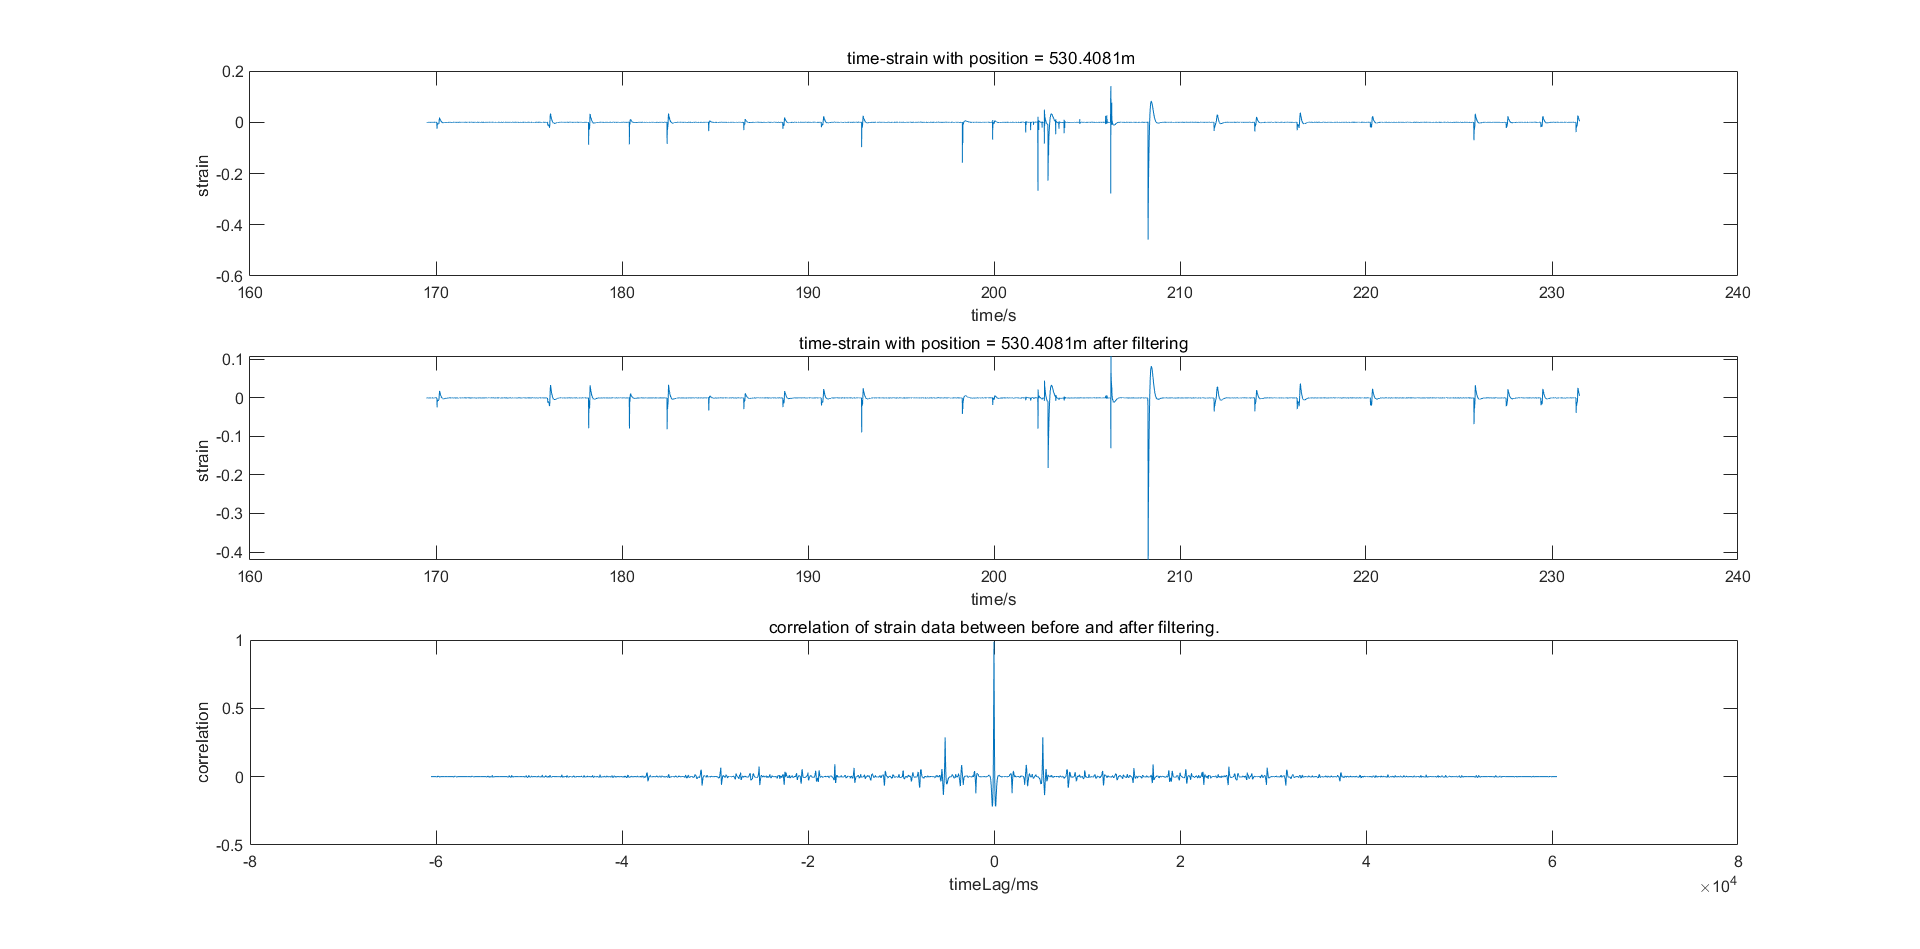 time-strain with position = 530.4081m
0.2
0
-0.2
-0.4
-0.6
strain
160 170 180 190 200 210 220 230 240
time/s
time-strain with position = 530.4081m after filtering
0.1
0
-0.1
-0.2
-0.3
-0.4
strain
160 170 180 190 200 210 220 230 240
time/s
correlation of strain data between before and after filtering.
1
0.5
0
-0.5
correlation
-8 -6 -4 -2 0 2 4 6 8
timeLag/ms
×10^4